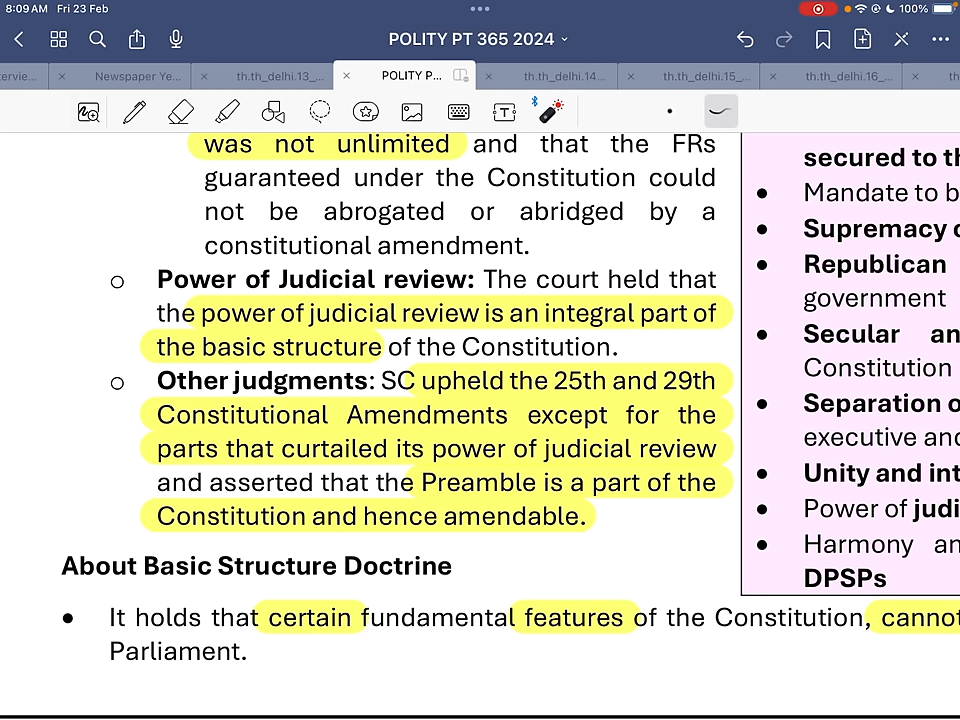 8:09 AM Fri 23 Feb
100%
POLITY PT 365 2024
Newspaper Ye...
th.th_delhi.13_...
POLITY P...
th.th_delhi.14...
th.th_delhi.15_...
th.th_delhi.16_...
was not unlimited and that the FRs
guaranteed under the Constitution could
not be abrogated or abridged by a
constitutional amendment.
Power of Judicial review: The court held that
the power of judicial review is an integral part of
the basic structure of the Constitution.
Other judgments: SC upheld the 25th and 29th
Constitutional Amendments except for the
parts that curtailed its power of judicial review
and asserted that the Preamble is a part of the
Constitution and hence amendable.
secured to th
Mandate to b
Supremacy o
Republican
government
Secular an
Constitution
Separation o
executive and
Unity and int
Power of judi
Harmony an
DPSPs
About Basic Structure Doctrine
It holds that certain fundamental features of the Constitution, cannot
Parliament.